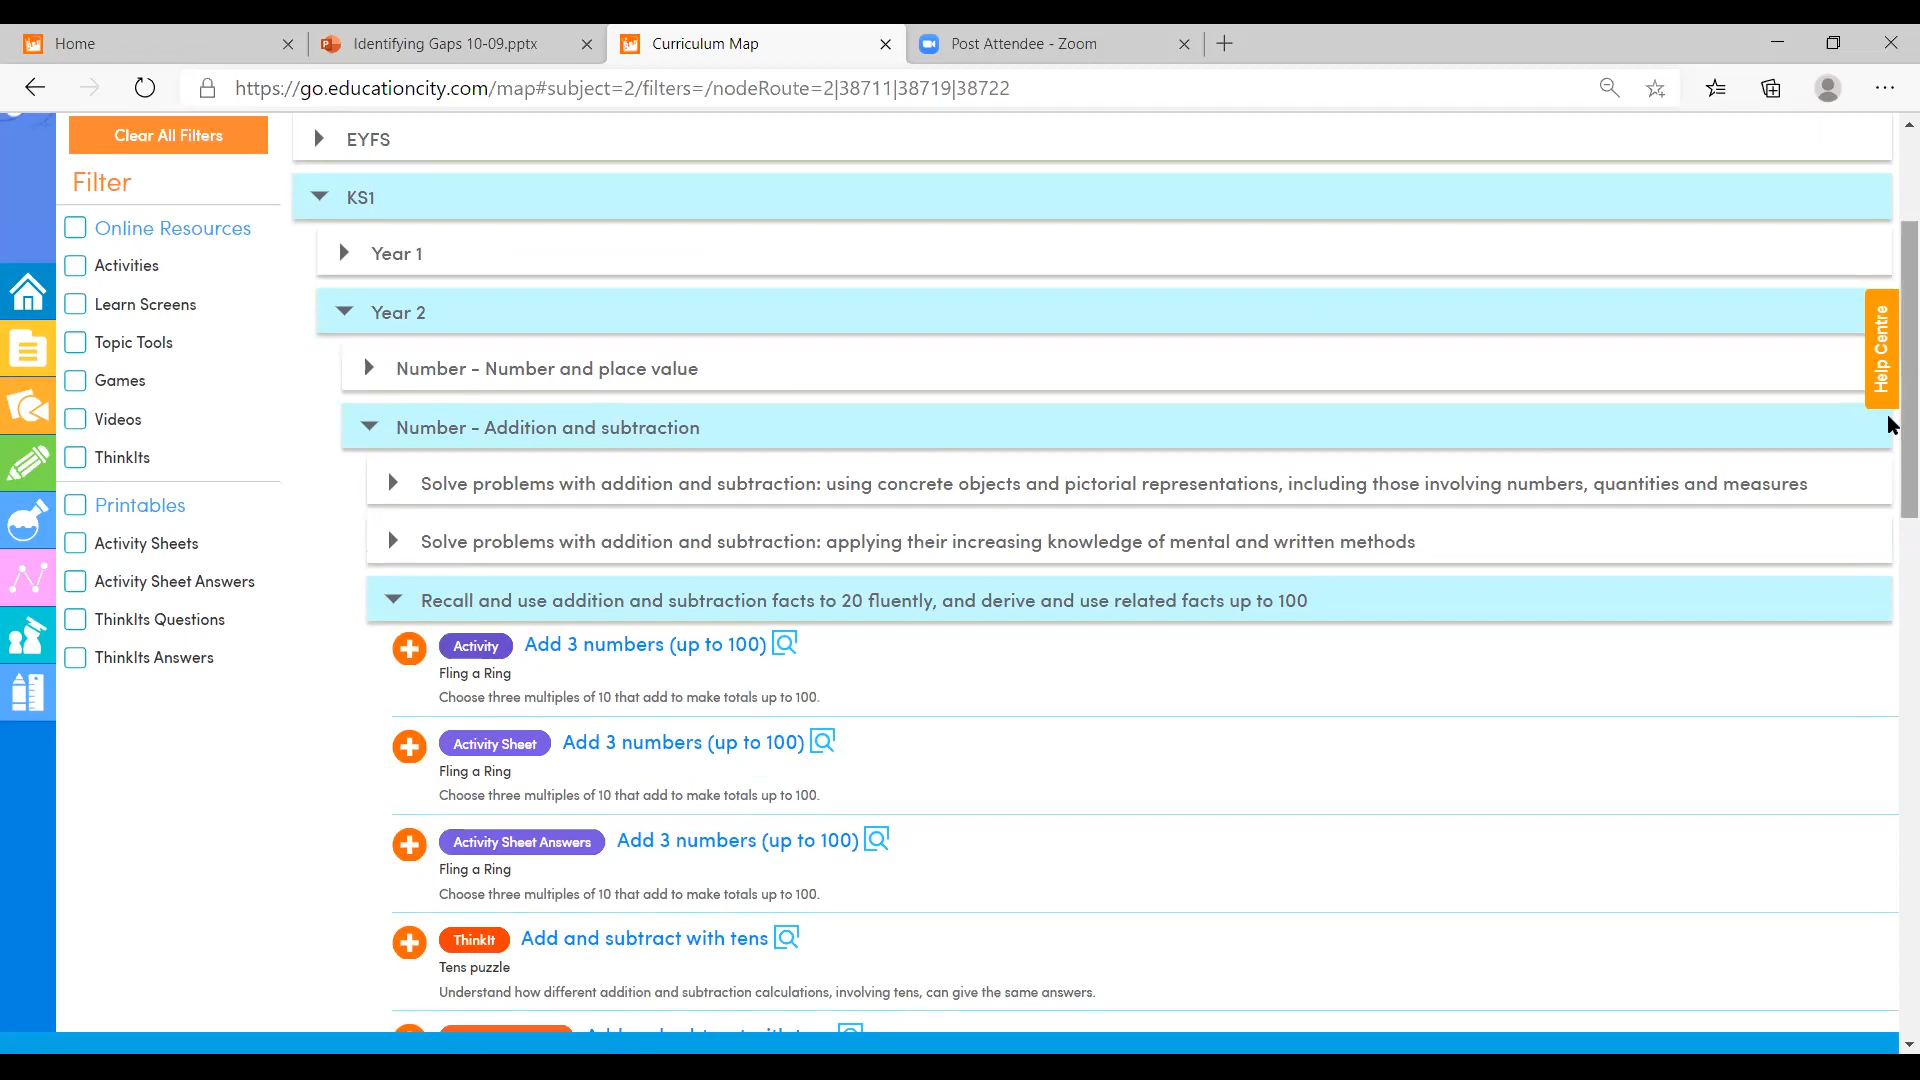 Home
Identifying Gaps 10-09.pptx
Curriculum Map
Post Attendee - Zoom
https://go.educationcity.com/map#subject=2/filters=/nodeRoute=2|38711|38719|38722
Clear All Filters
Filter
Online Resources
Activities
Learn Screens
Topic Tools
Games
Videos
ThinkIts
Printables
Activity Sheets
Activity Sheet Answers
ThinkIts Questions
ThinkIts Answers
EYFS
KS1
Year 1
Year 2
Number - Number and place value
Number - Addition and subtraction
Solve problems with addition and subtraction: using concrete objects and pictorial representations, including those involving numbers, quantities and measures
Solve problems with addition and subtraction: applying their increasing knowledge of mental and written methods
Recall and use addition and subtraction facts to 20 fluently, and derive and use related facts up to 100
Activity Add 3 numbers (up to 100)
Fling a Ring
Choose three multiples of 10 that add to make totals up to 100.
Activity Sheet Add 3 numbers (up to 100)
Fling a Ring
Choose three multiples of 10 that add to make totals up to 100.
Activity Sheet Answers Add 3 numbers (up to 100)
Fling a Ring
Choose three multiples of 10 that add to make totals up to 100.
ThinkIt Add and subtract with tens
Tens puzzle
Understand how different addition and subtraction calculations, involving tens, can give the same answers.
Help Centre